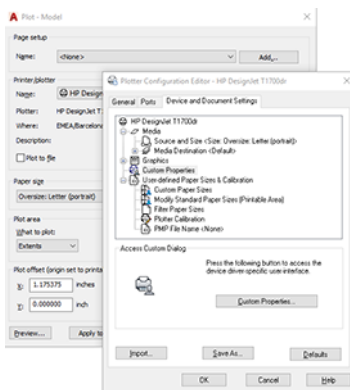 Plot - Model
Page setup
Name:
<None>
Add...
Printer/plotter
Name:
HP Design
Plotter:
HP DesignJet T
Where:
EMEA/Barcelon
Description:
Plot to file
Paper size
Oversize: Letter (portrait)
Plot area
What to plot:
Extents
Plot offset (origin set to printa
X: 1.175375 inches
Y: 0.000000 inch
Preview...
Apply to
Plotter Configuration Editor - HP DesignJet T1700dr
General Ports Device and Document Settings
HP DesignJet T1700dr
Media
Source and Size <Size: Oversize: Letter (portrait)>
Media Destination <Default>
Graphics
Custom Properties
User-defined Paper Sizes & Calibration
Custom Paper Sizes
Modify Standard Paper Sizes (Printable Area)
Filter Paper Sizes
Plotter Calibration
PMP File Name <None>
Access Custom Dialog
Press the following button to access the
device driver-specific user interface.
Custom Properties...
Import...
Save As...
Defaults
OK
Cancel
Help